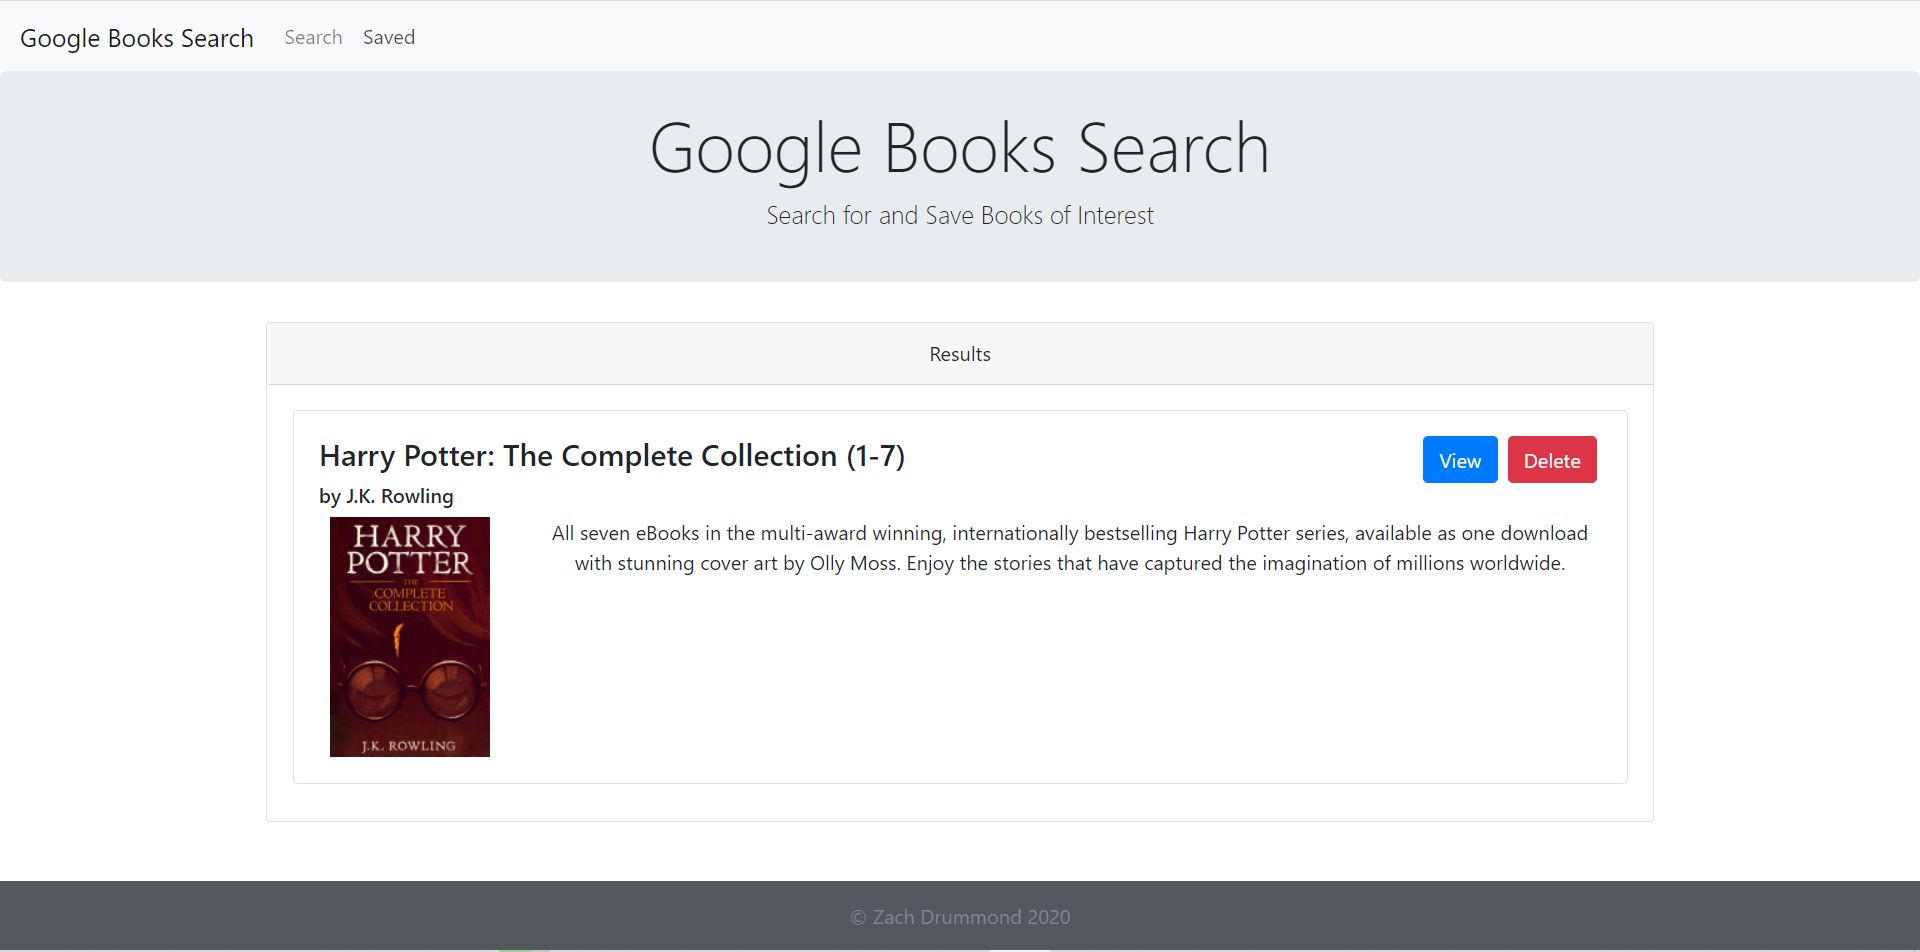 Google Books Search Search Saved
Google Books Search
Search for and Save Books of Interest
Results
Harry Potter: The Complete Collection (1-7)
View Delete
by J.K. Rowling
HARRY
POTTER
THE
COMPLETE
COLLECTION
J.K. ROWLING
All seven eBooks in the multi-award winning, internationally bestselling Harry Potter series, available as one download
with stunning cover art by Olly Moss. Enjoy the stories that have captured the imagination of millions worldwide.
© Zach Drummond 2020